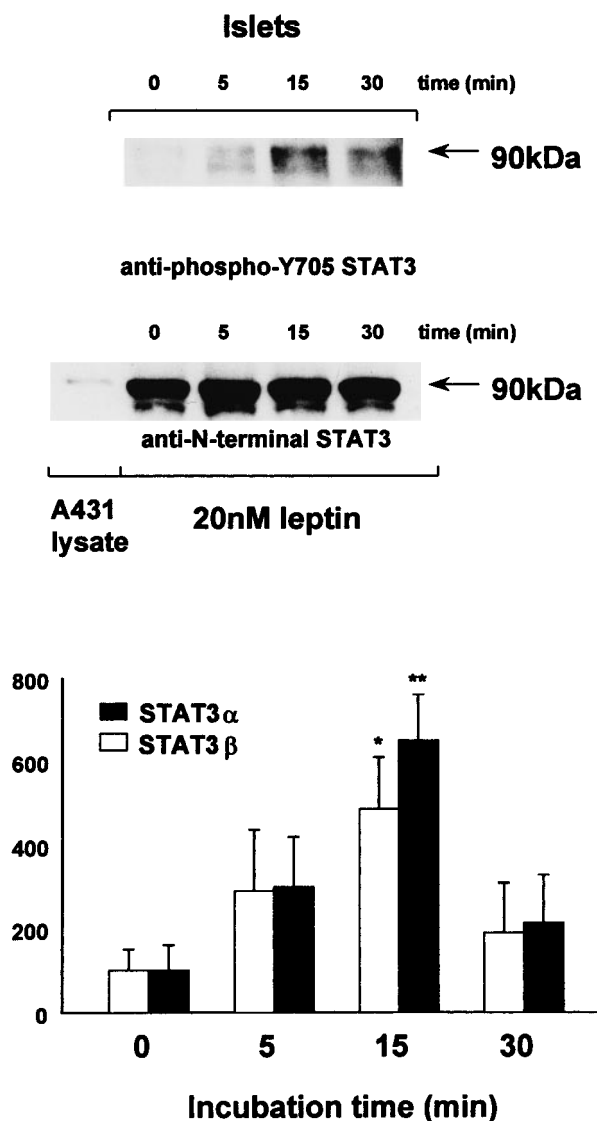 Islets
0 5 15 30 time (min)
90kDa
anti-phospho-Y705 STAT3
0 5 15 30 time (min)
90kDa
anti-N-terminal STAT3
A431 lysate
20nM leptin
800
600
400
200
0
STAT3 α
STAT3 β
* **
0 5 15 30
Incubation time (min)